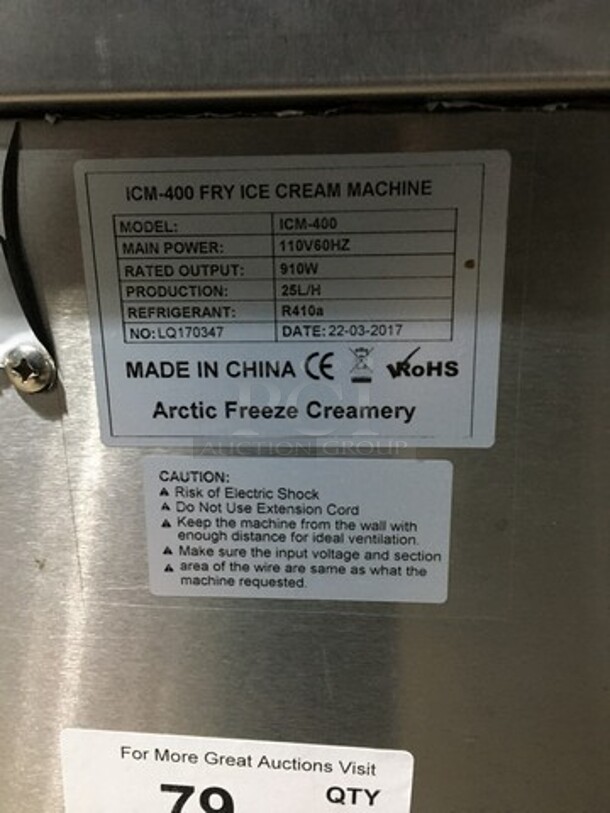 ICM-400 FRY ICE CREAM MACHINE
MODEL: ICM-400
MAIN POWER: 110V60HZ
RATED OUTPUT: 910W
PRODUCTION: 25L/H
REFRIGERANT: R410a
NO: LQ170347 DATE: 22-03-2017
MADE IN CHINA CE RoHS
PCI
AUCTION GROUP
Arctic Freeze Creamery
CAUTION:
Risk of Electric Shock
Do Not Use Extension Cord
Keep the machine from the wall with
enough distance for ideal ventilation.
Make sure the input voltage and section
area of the wire are same as what the
machine requested.
For More Great Auctions Visit
79 QTY